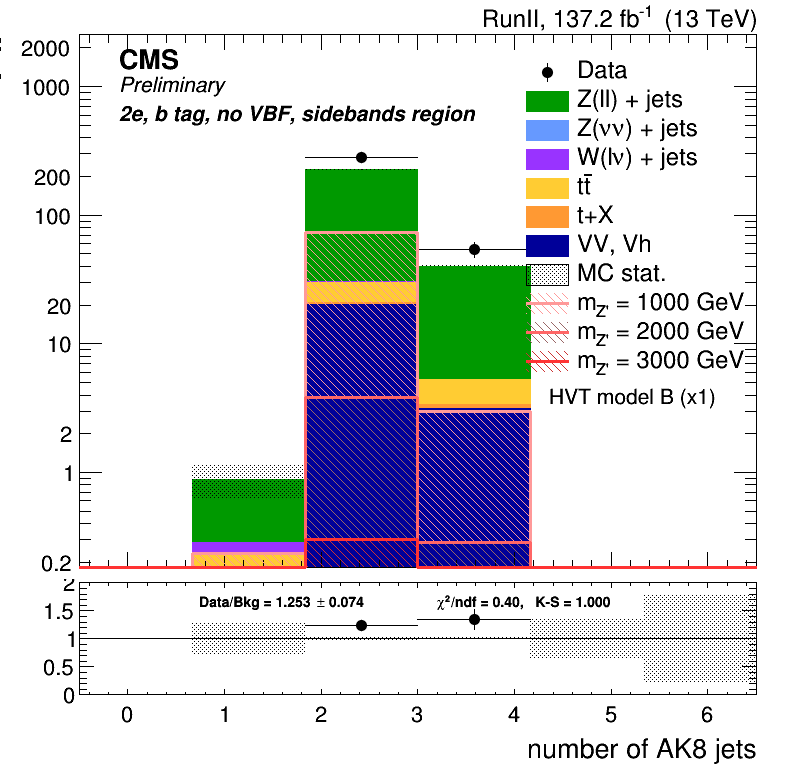 RunII, 137.2 fb⁻¹ (13 TeV)
CMS
Preliminary
2e, b tag, no VBF, sidebands region
Data
Z(ll) + jets
Z(νν) + jets
W(lν) + jets
tt̄
t+X
VV, Vh
MC stat.
m_Z' = 1000 GeV
m_Z' = 2000 GeV
m_Z' = 3000 GeV
HVT model B (x1)
2000
1000
200
100
20
10
2
1
0.2
Data/Bkg = 1.253 ± 0.074 χ²/ndf = 0.40, K-S = 1.000
2
1.5
1
0.5
0
0 1 2 3 4 5 6
number of AK8 jets